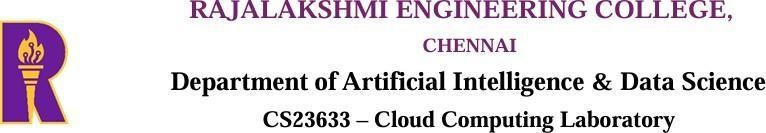 RAJALAKSHMI ENGINEERING COLLEGE,
CHENNAI
Department of Artificial Intelligence & Data Science
CS23633 – Cloud Computing Laboratory